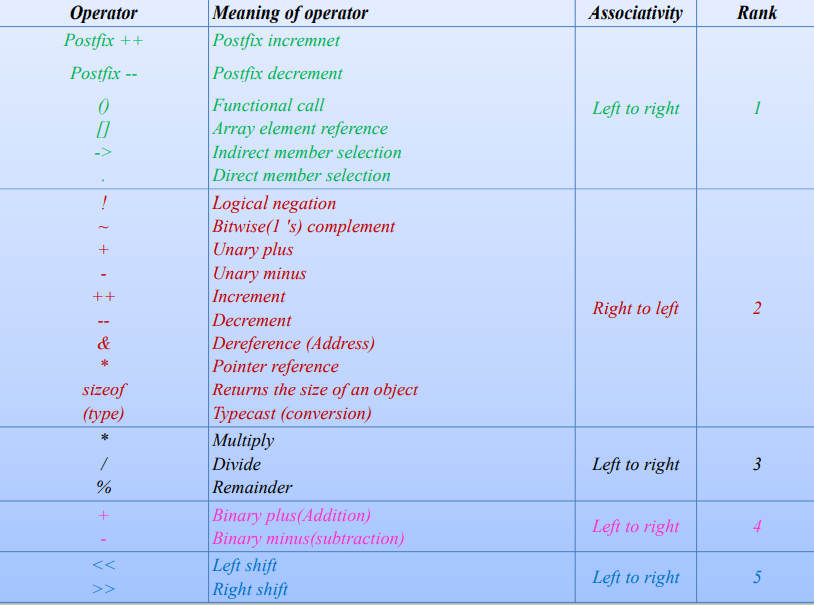 Operator Meaning of operator Associativity Rank
Postfix ++ Postfix incremnet
Postfix -- Postfix decrement
() Functional call Left to right 1
[] Array element reference
-> Indirect member selection
. Direct member selection
! Logical negation
~ Bitwise(1 's) complement
+ Unary plus
- Unary minus
++ Increment Right to left 2
-- Decrement
& Dereference (Address)
* Pointer reference
sizeof Returns the size of an object
(type) Typecast (conversion)
* Multiply
/ Divide Left to right 3
% Remainder
+ Binary plus(Addition) Left to right 4
- Binary minus(subtraction)
<< Left shift Left to right 5
>> Right shift